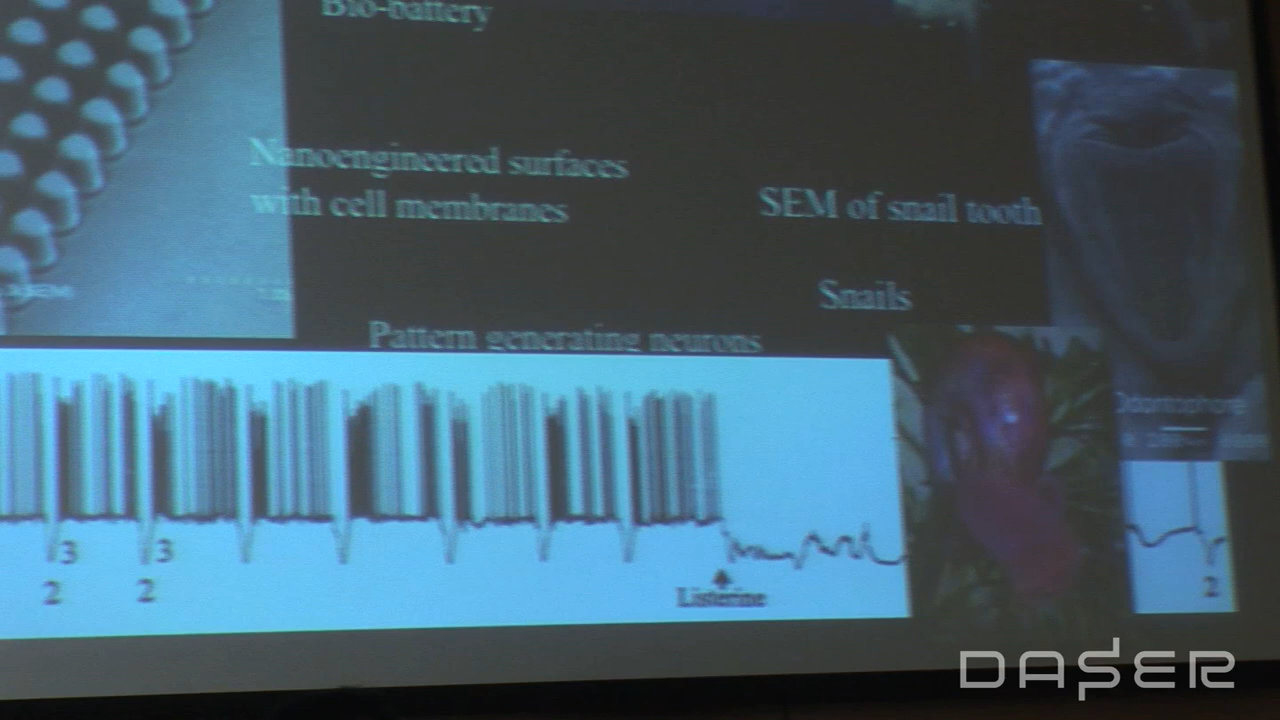 Bio-battery
Nanoengineered surfaces
with cell membranes
SEM of snail tooth
Snails
Pattern generating neurons
3
3
2
2
Listerine
2
DASER